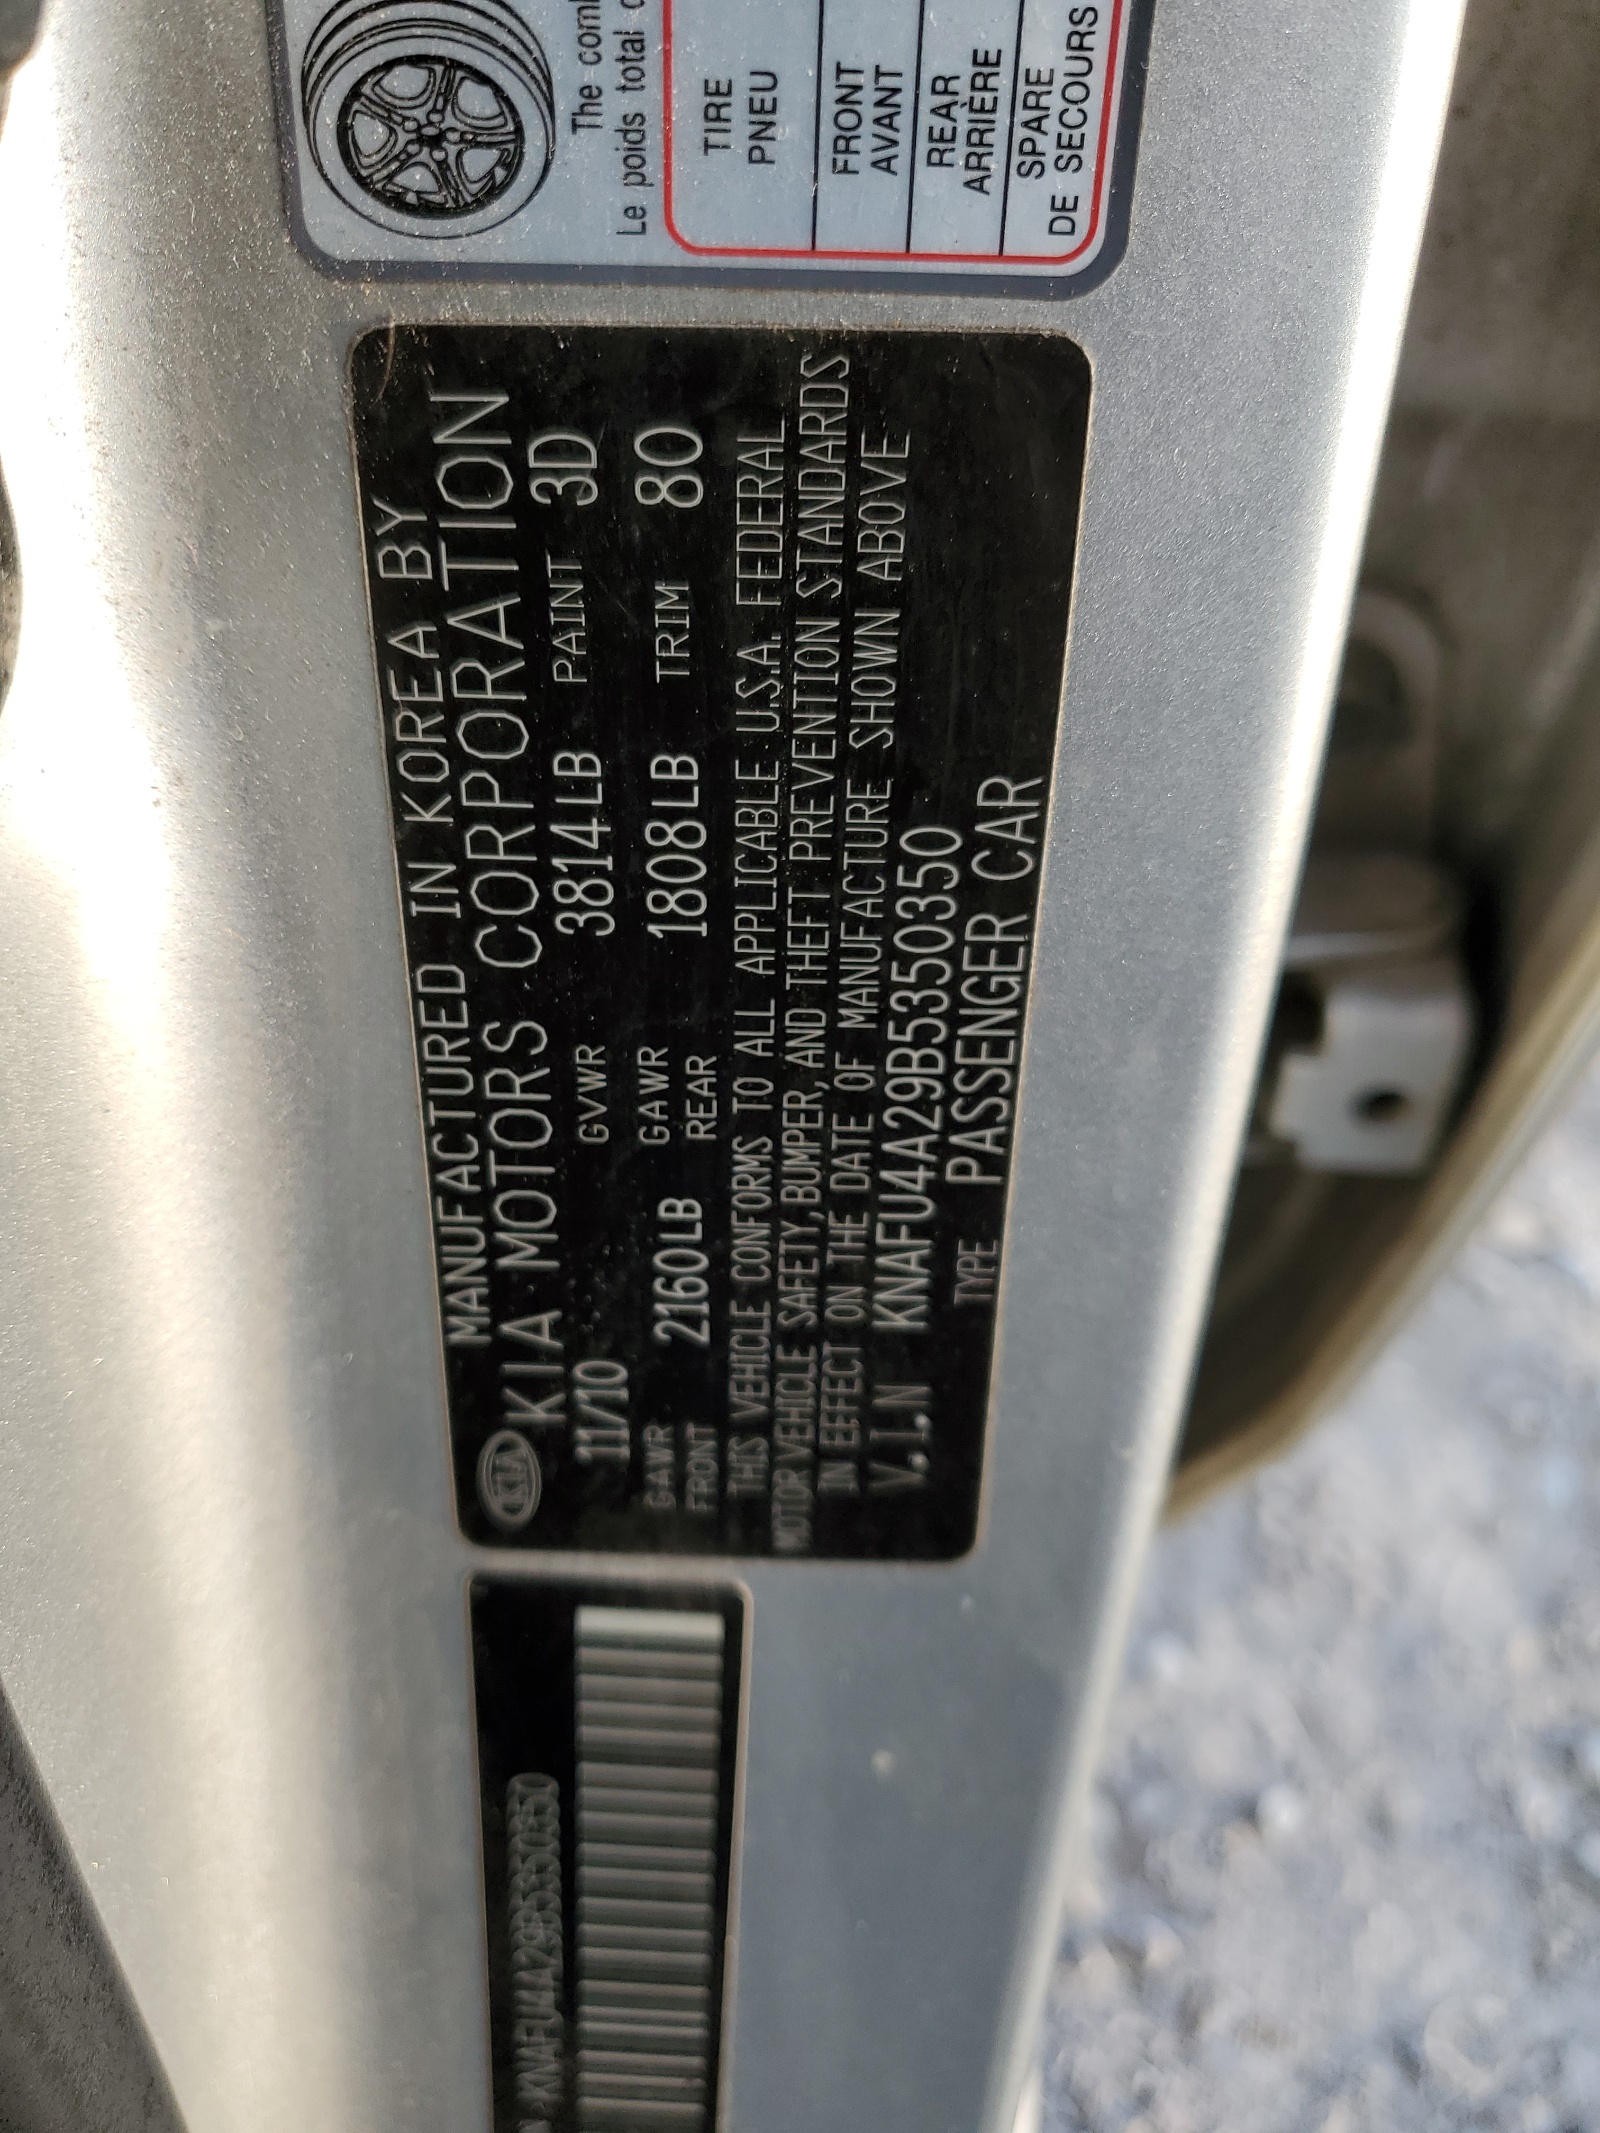 KIA
MANUFACTURED IN KOREA BY
KIA MOTORS CORPORATION
11/10 GVWR 3814LB PAINT 3D
GAWR FRONT 2160LB GAWR REAR 1808LB TRIM 80
THIS VEHICLE CONFORMS TO ALL APPLICABLE U.S.A. FEDERAL
MOTOR VEHICLE SAFETY,BUMPER,AND THEFT PREVENTION STANDARDS
IN EFFECT ON THE DATE OF MANUFACTURE SHOWN ABOVE
V.I.N KNAFU4A29B5350350
TYPE PASSENGER CAR
KNAFU4A29B5350350
The
Le poids total
TIRE
PNEU
FRONT
AVANT
REAR
ARRIÈRE
SPARE
DE SECOURS